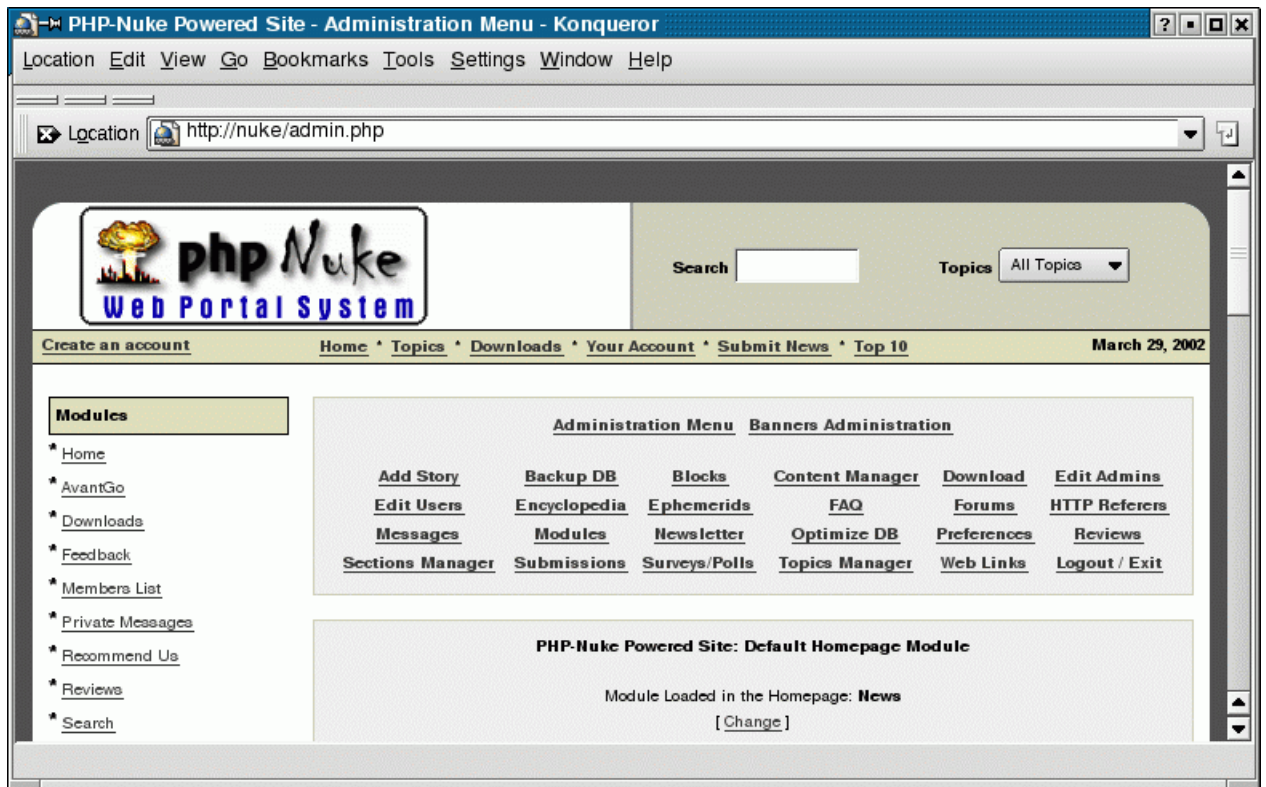 PHP-Nuke Powered Site - Administration Menu - Konqueror
Location Edit View Go Bookmarks Tools Settings Window Help
Location http://nuke/admin.php
php Nuke
Web Portal System
Search
Topics All Topics
Create an account Home * Topics * Downloads * Your Account * Submit News * Top 10 March 29, 2002
Modules
* Home
* AvantGo
* Downloads
* Feedback
* Members List
* Private Messages
* Recommend Us
* Reviews
* Search
Administration Menu Banners Administration
Add Story Backup DB Blocks Content Manager Download Edit Admins
Edit Users Encyclopedia Ephemerids FAQ Forums HTTP Referers
Messages Modules Newsletter Optimize DB Preferences Reviews
Sections Manager Submissions Surveys/Polls Topics Manager Web Links Logout / Exit
PHP-Nuke Powered Site: Default Homepage Module
Module Loaded in the Homepage: News
[ Change ]